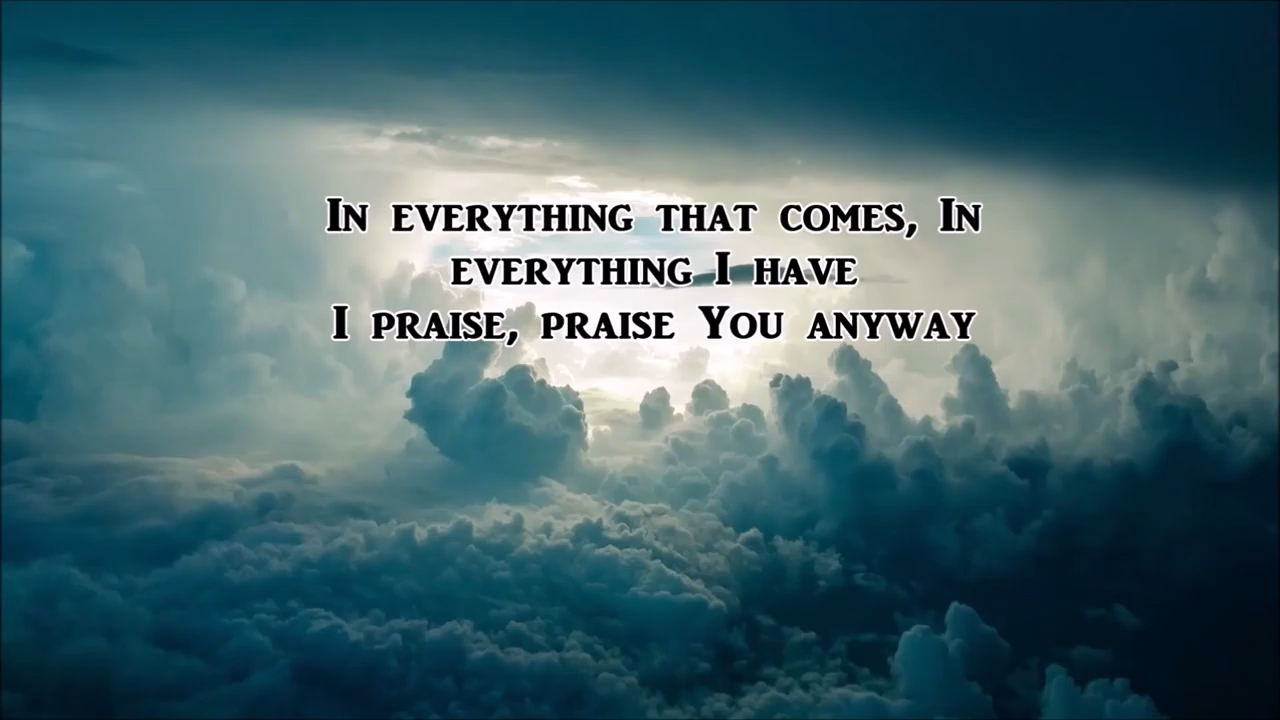 In everything that comes, In
everything I have
I praise, praise You anyway